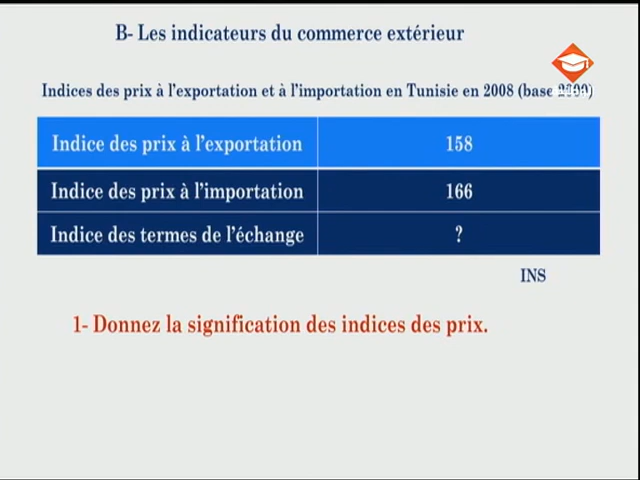 B- Les indicateurs du commerce extérieur
Indices des prix à l'exportation et à l'importation en Tunisie en 2008 (base 2000)
Indice des prix à l'exportation 158
Indice des prix à l'importation 166
Indice des termes de l'échange ?
INS
1- Donnez la signification des indices des prix.